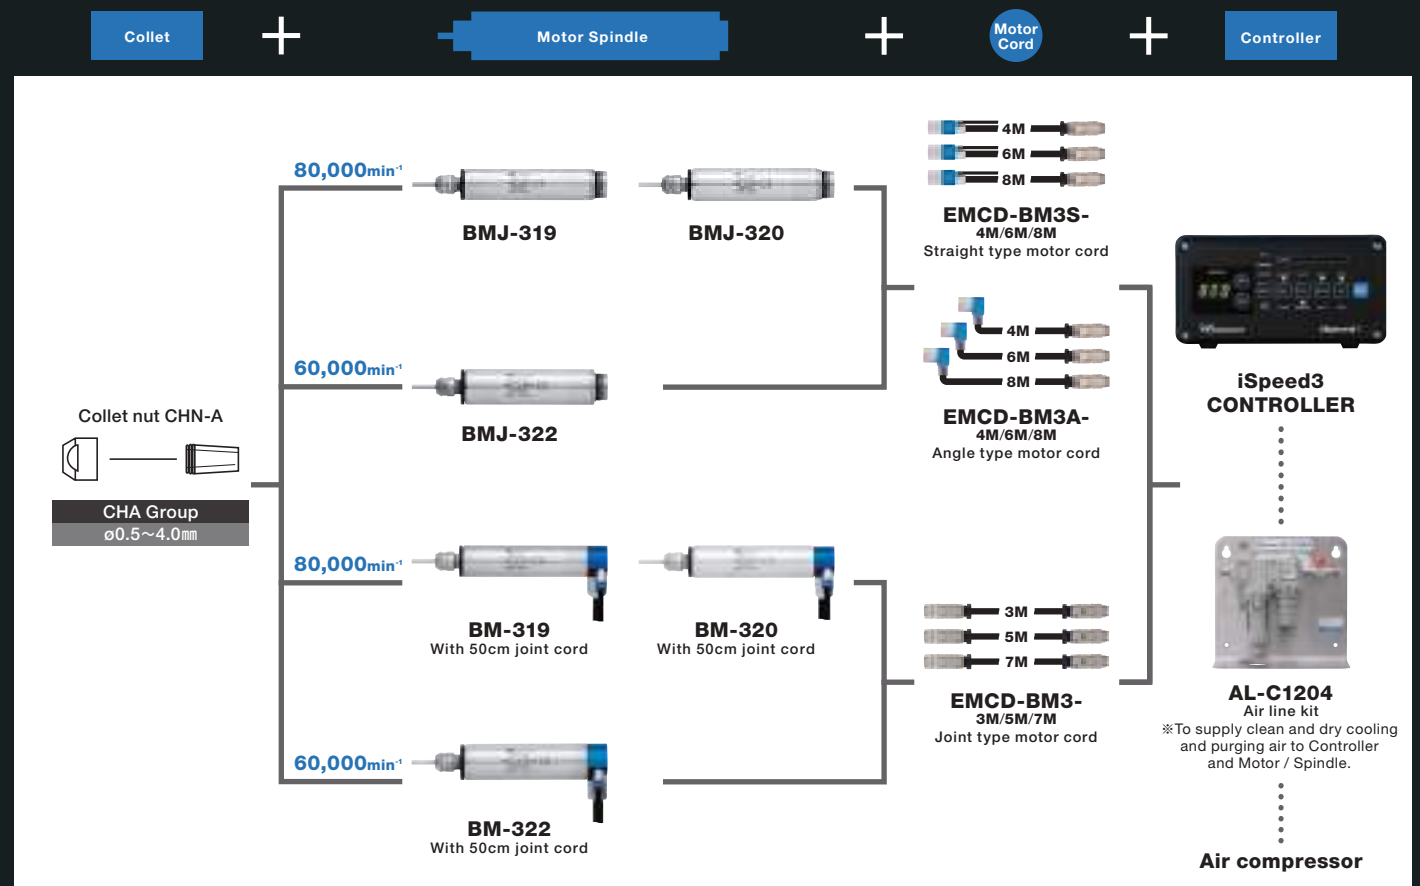 Collet
Motor Spindle
Motor
Cord
Controller
80,000min⁻¹
BMJ-319
BMJ-320
60,000min⁻¹
BMJ-322
Collet nut CHN-A
CHA Group
ø0.5～4.0㎜
80,000min⁻¹
BM-319
With 50cm joint cord
BM-320
With 50cm joint cord
60,000min⁻¹
BM-322
With 50cm joint cord
4M
6M
8M
EMCD-BM3S-
4M/6M/8M
Straight type motor cord
4M
6M
8M
EMCD-BM3A-
4M/6M/8M
Angle type motor cord
3M
5M
7M
EMCD-BM3-
3M/5M/7M
Joint type motor cord
iSpeed3
CONTROLLER
AL-C1204
Air line kit
※To supply clean and dry cooling
and purging air to Controller
and Motor / Spindle.
Air compressor